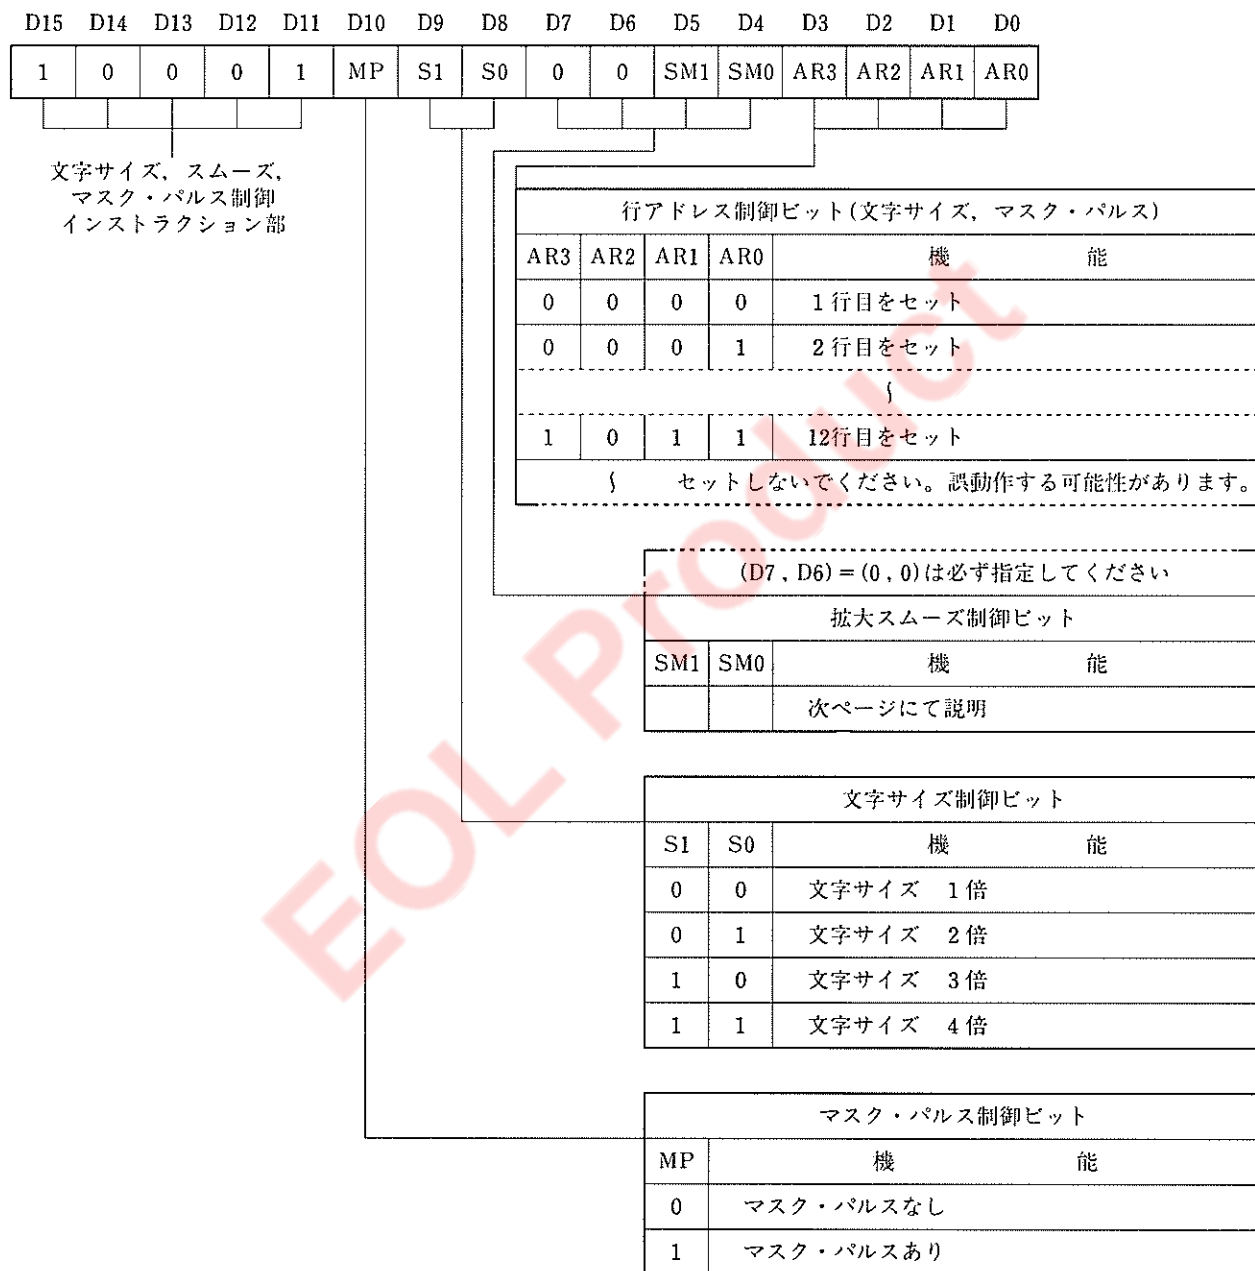 D15 D14 D13 D12 D11 D10 D9 D8 D7 D6 D5 D4 D3 D2 D1 D0
1 0 0 0 1 MP S1 S0 0 0 SM1 SM0 AR3 AR2 AR1 AR0
文字サイズ，スムーズ，
マスク・パルス制御
インストラクション部
行アドレス制御ビット(文字サイズ，マスク・パルス)
AR3 AR2 AR1 AR0 機 能
0 0 0 0 1行目をセット
0 0 0 1 2行目をセット
〜
1 0 1 1 12行目をセット
〜 セットしないでください。誤動作する可能性があります。
(D7，D6)=(0，0)は必ず指定してください
拡大スムーズ制御ビット
SM1 SM0 機 能
次ページにて説明
文字サイズ制御ビット
S1 S0 機 能
0 0 文字サイズ 1倍
0 1 文字サイズ 2倍
1 0 文字サイズ 3倍
1 1 文字サイズ 4倍
マスク・パルス制御ビット
MP 機 能
0 マスク・パルスなし
1 マスク・パルスあり
EOL Product